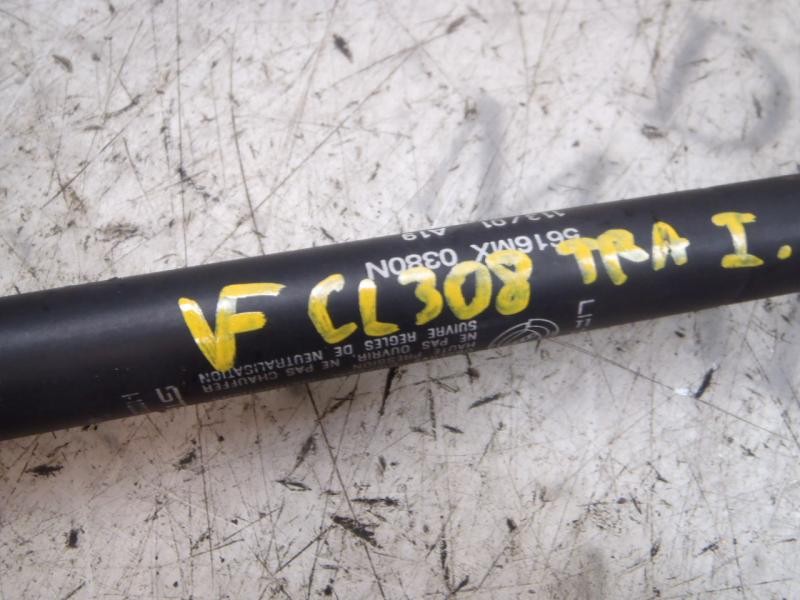 VF CL308 TRA I.
5616MX 0380N
113/01 A18
HAUTE PRESSION. NE PAS CHAUFFER
NE PAS OUVRIR.
SUIVRE REGLES DE NEUTRALISATION